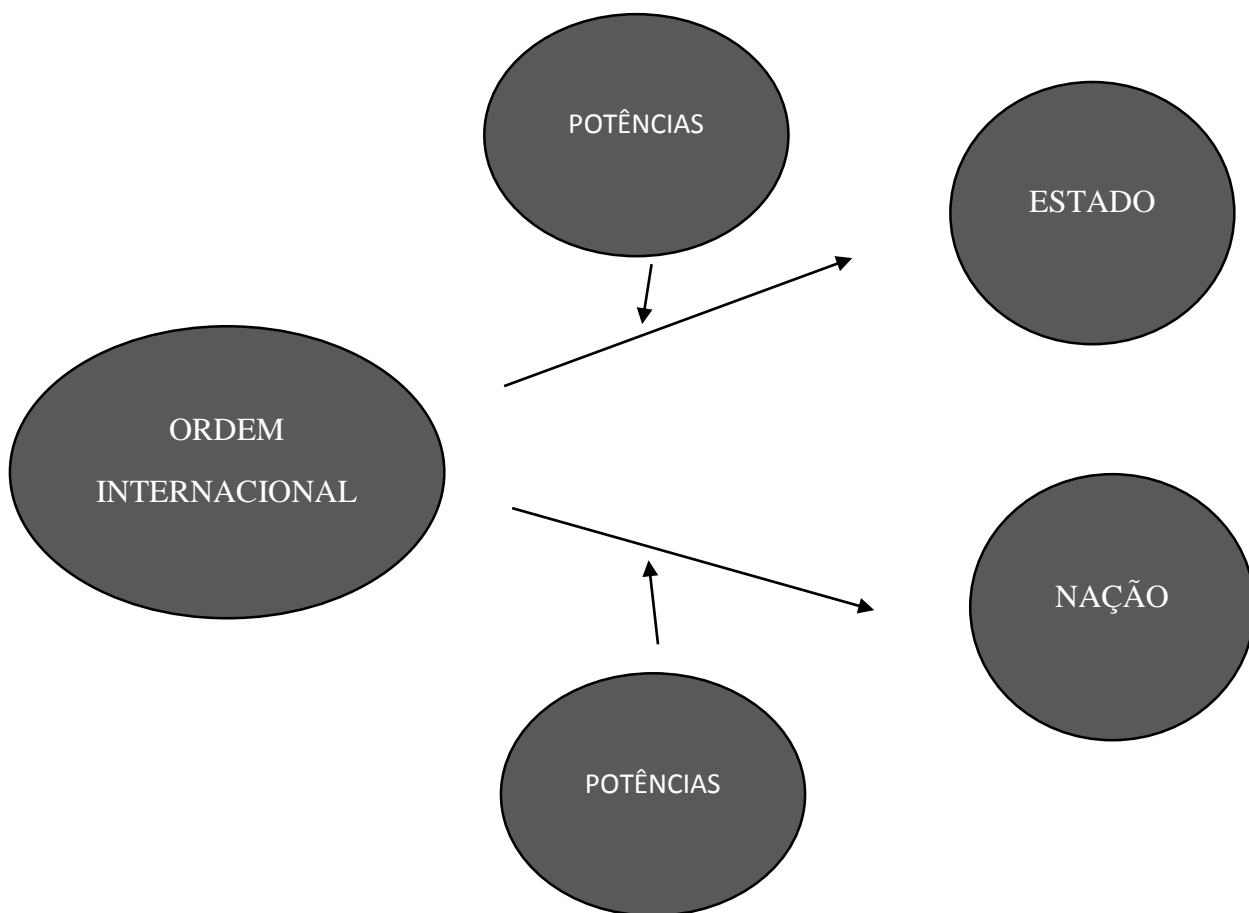 POTÊNCIAS
ESTADO
ORDEM
INTERNACIONAL
NAÇÃO
POTÊNCIAS